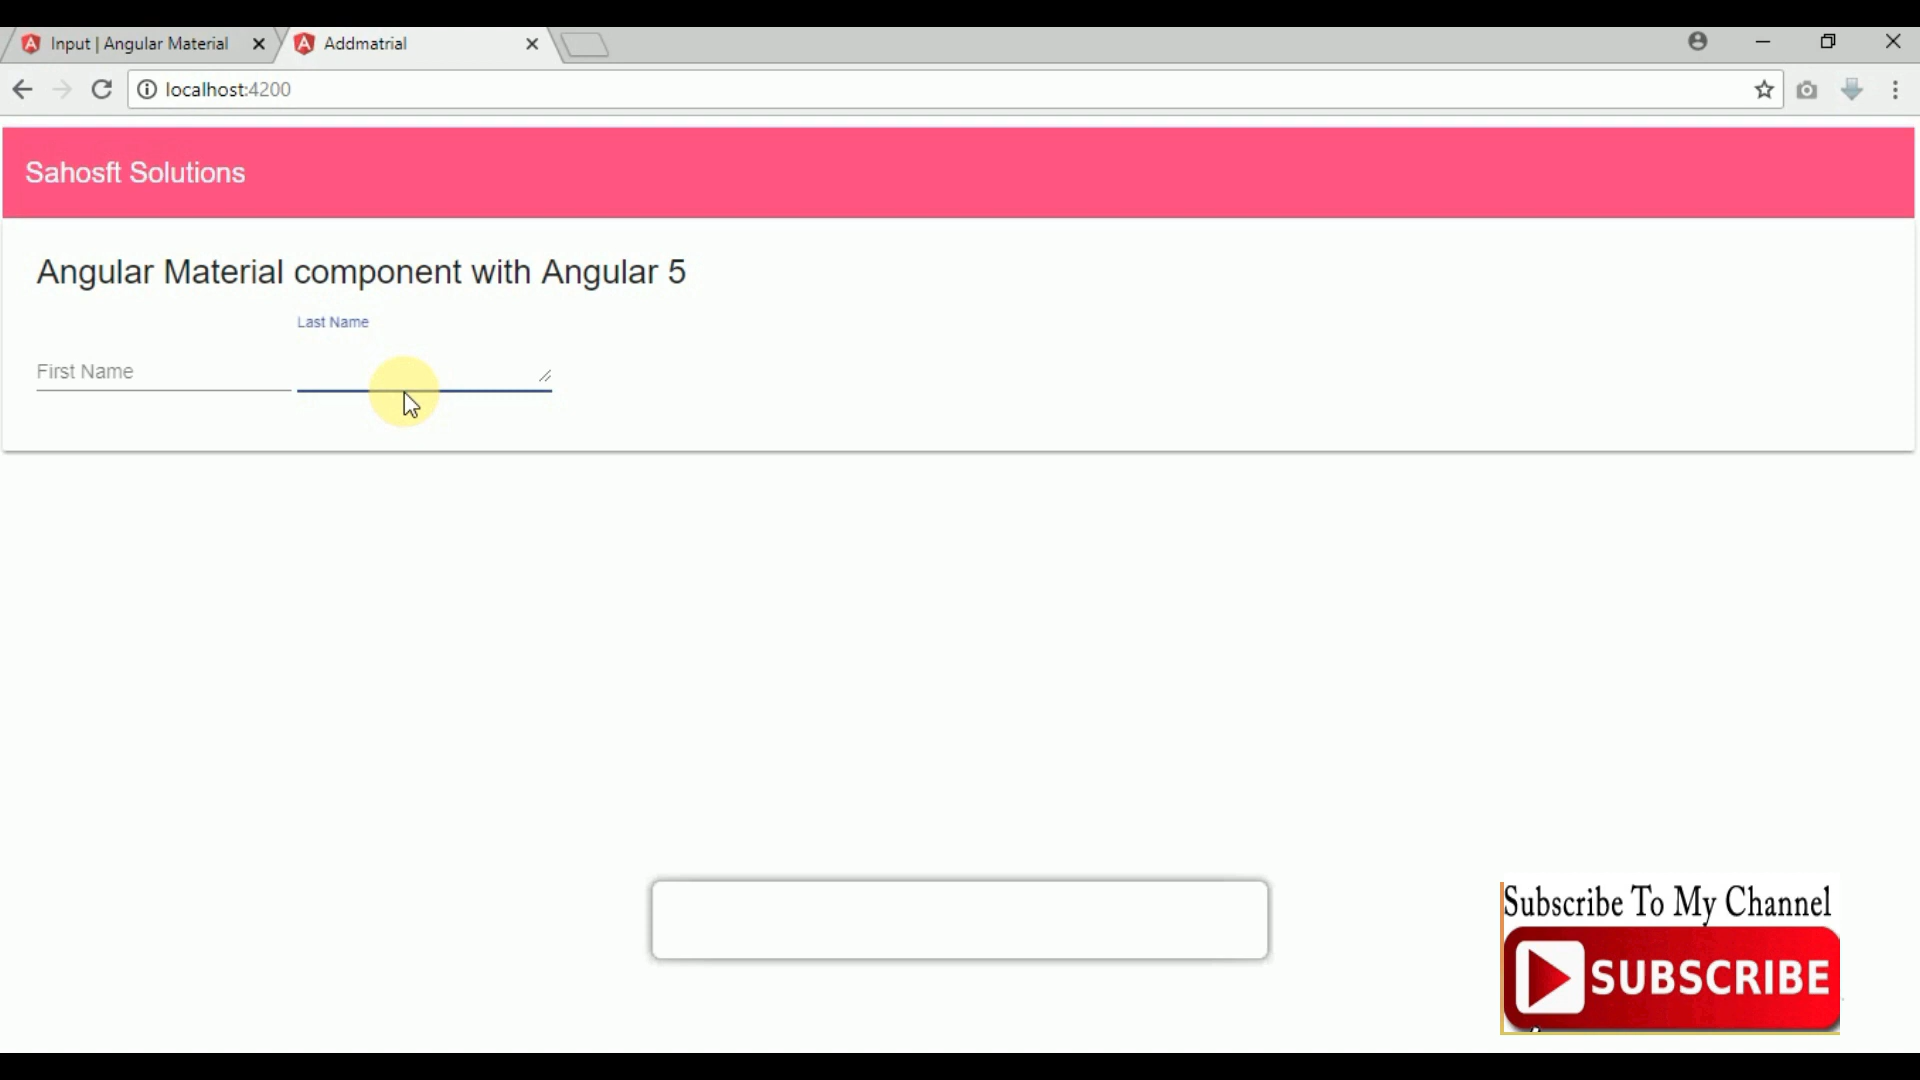 Input | Angular Material
Addmatrial
localhost:4200
Sahosft Solutions
Angular Material component with Angular 5
Last Name
First Name
Subscribe To My Channel
SUBSCRIBE